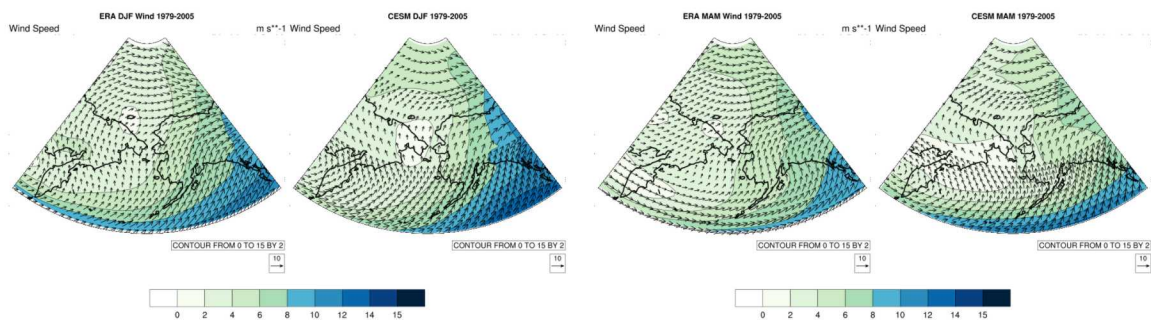 ERA DJF Wind 1979-2005
Wind Speed m s**-1
CONTOUR FROM 0 TO 15 BY 2
10
CESM DJF 1979-2005
Wind Speed
CONTOUR FROM 0 TO 15 BY 2
10
0 2 4 6 8 10 12 14 15
ERA MAM Wind 1979-2005
Wind Speed m s**-1
CONTOUR FROM 0 TO 15 BY 2
10
CESM MAM 1979-2005
Wind Speed
CONTOUR FROM 0 TO 15 BY 2
10
0 2 4 6 8 10 12 14 15